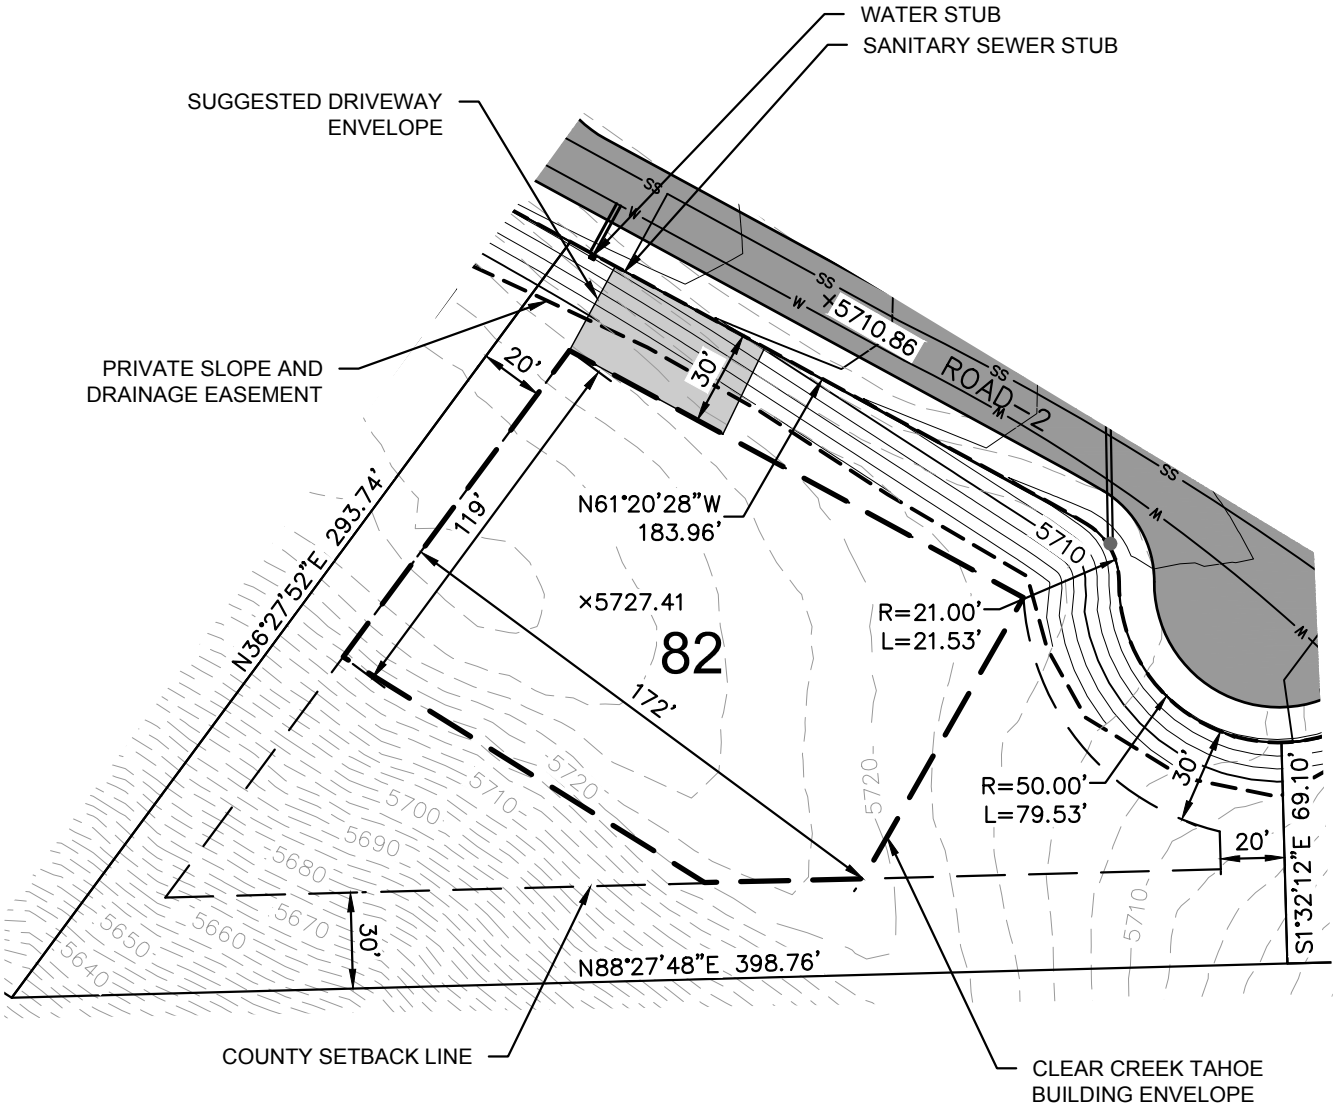 WATER STUB
SANITARY SEWER STUB
SUGGESTED DRIVEWAY
ENVELOPE
SS
W
SS
W
×5710.86
SS
ROAD-2
W
SS
W
W
PRIVATE SLOPE AND
DRAINAGE EASEMENT
20'
30'
N36°27'52"E 293.74'
119'
N61°20'28"W
183.96'
5710
×5727.41
82
R=21.00'
L=21.53'
172'
5720
5710
5700
5690
5680
5670
5660
5650
5640
5720
R=50.00'
L=79.53'
30'
20'
S1°32'12"E 69.10'
5710
30'
N88°27'48"E 398.76'
COUNTY SETBACK LINE
CLEAR CREEK TAHOE
BUILDING ENVELOPE